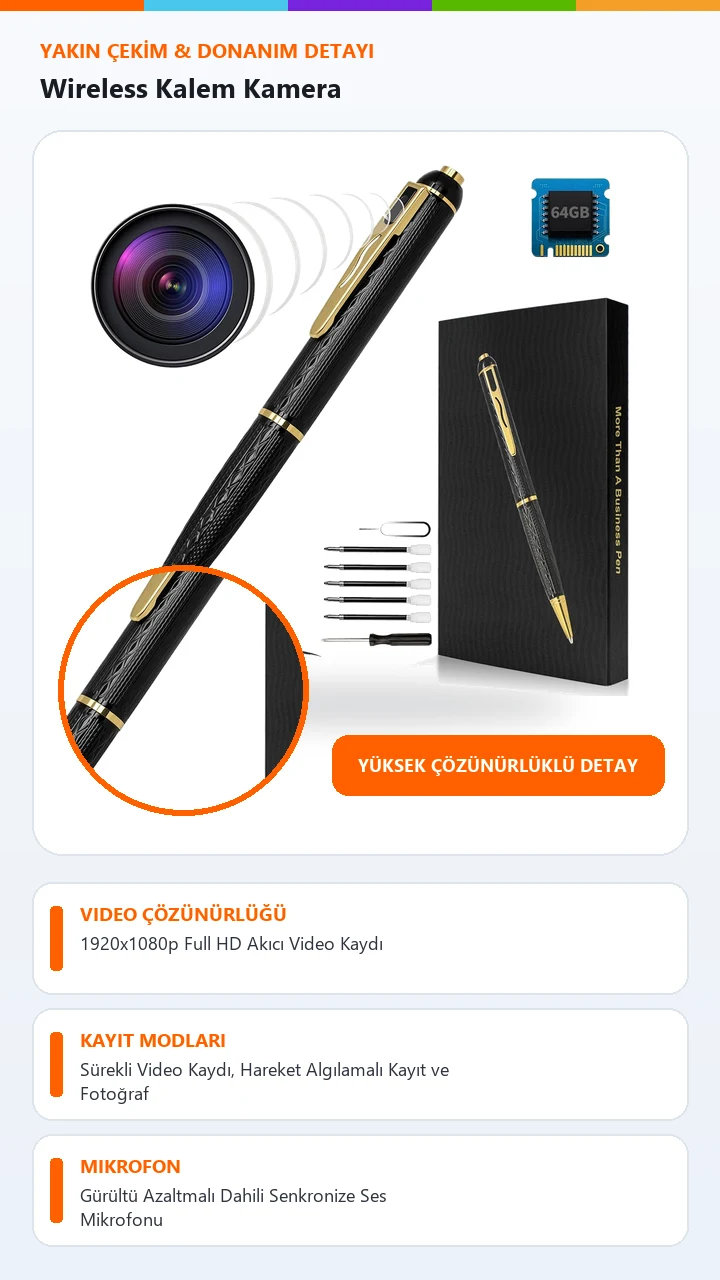 YAKIN ÇEKİM & DONANIM DETAYI
Wireless Kalem Kamera
64GB
More Than A Business Pen
YÜKSEK ÇÖZÜNÜRLÜKLÜ DETAY
VIDEO ÇÖZÜNÜRLÜĞÜ
1920x1080p Full HD Akıcı Video Kaydı
KAYIT MODLARI
Sürekli Video Kaydı, Hareket Algılamalı Kayıt ve
Fotoğraf
MIKROFON
Gürültü Azaltmalı Dahili Senkronize Ses
Mikrofonu